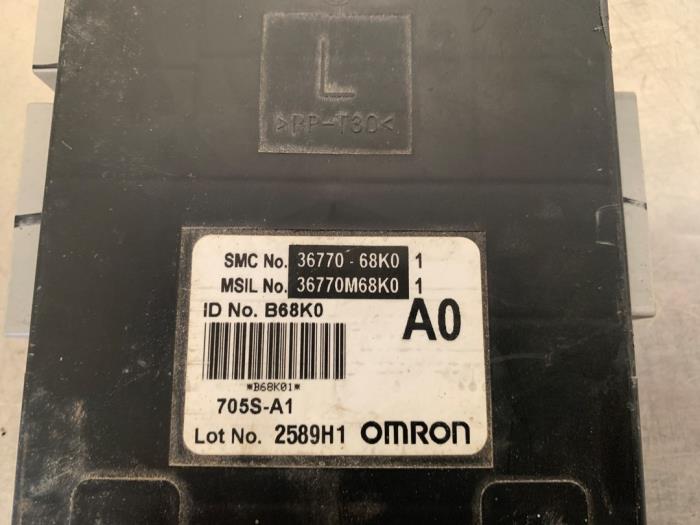 L
>PP-T30<
SMC No. 36770 - 68K0 1
MSIL No. 36770M68K0 1
ID No. B68K0
A0
*B68K01*
705S-A1
Lot No. 2589H1 OMRON